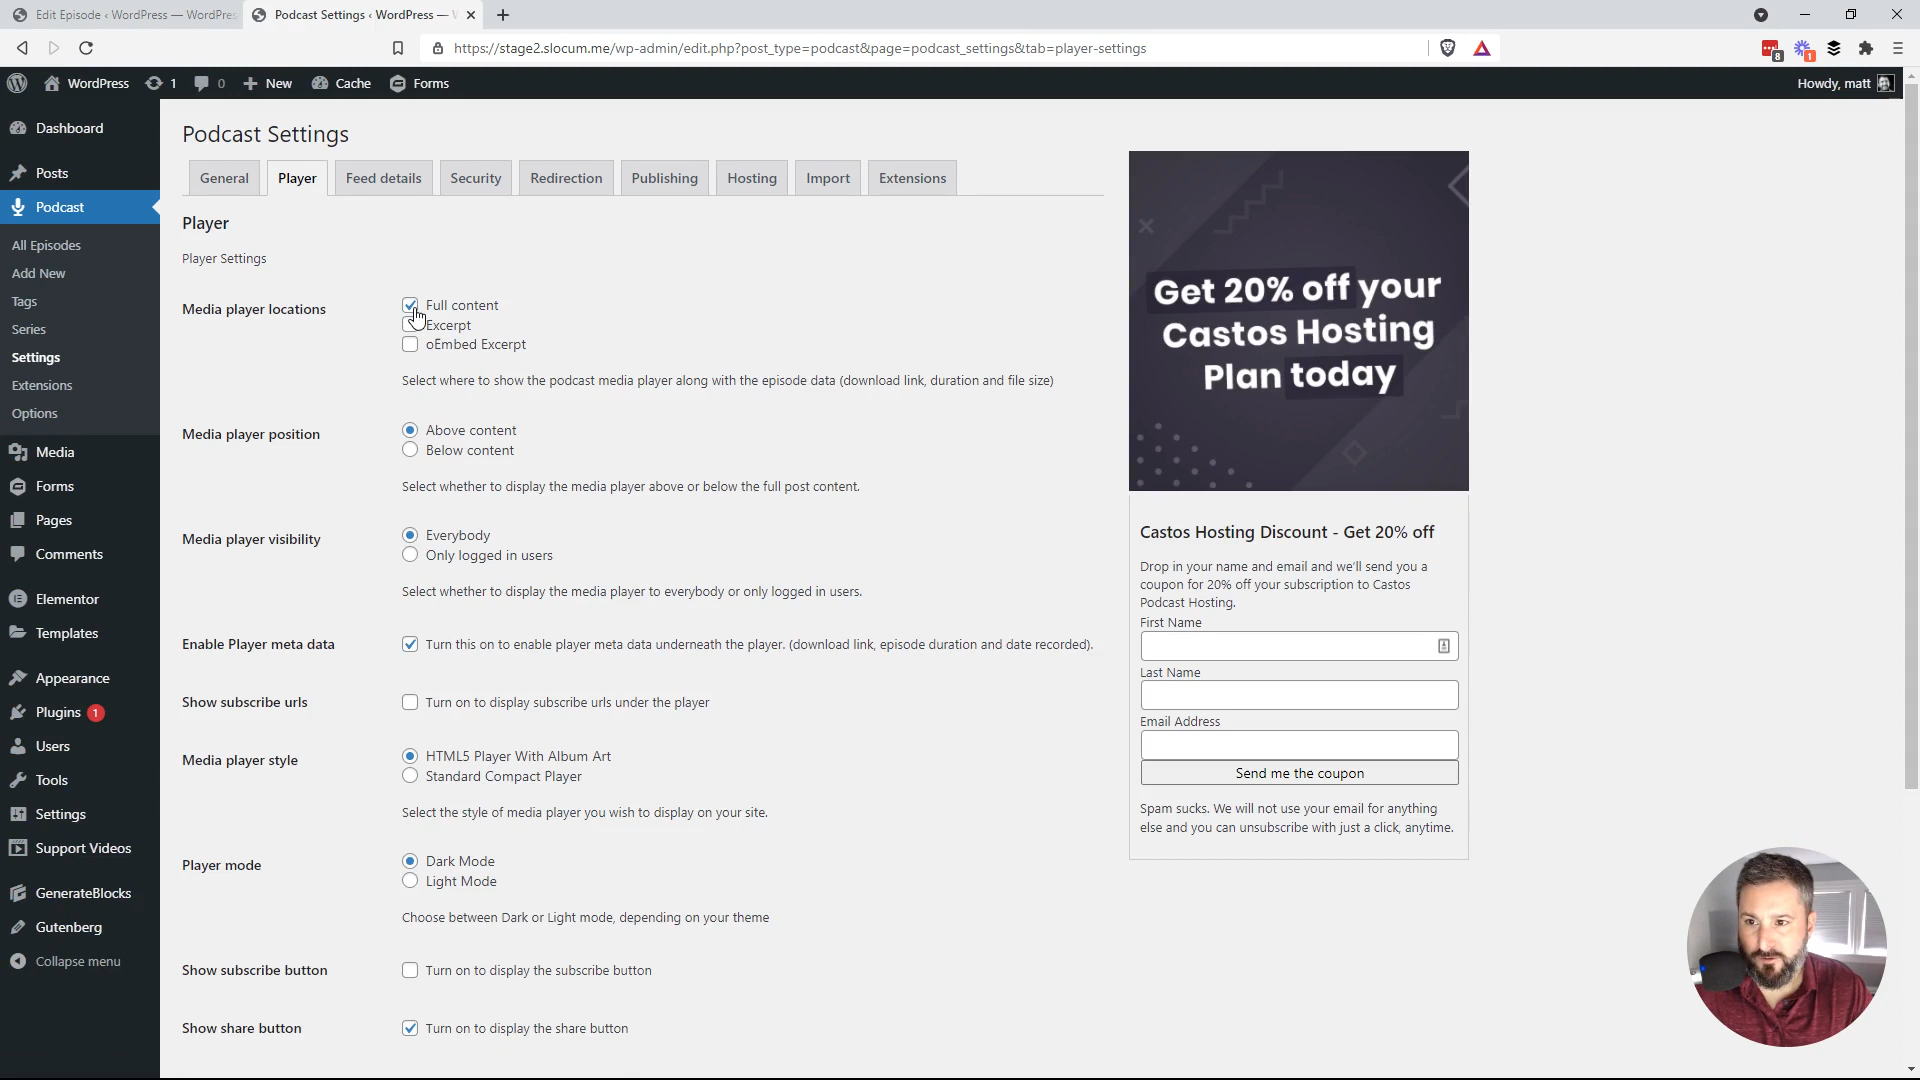 Edit Episode ‹ WordPress — WordPres
Podcast Settings ‹ WordPress —
https://stage2.slocum.me/wp-admin/edit.php?post_type=podcast&page=podcast_settings&tab=player-settings
8
1
WordPress
1
0
New
Cache
Forms
Howdy, matt
Dashboard
Posts
Podcast
All Episodes
Add New
Tags
Series
Settings
Extensions
Options
Media
Forms
Pages
Comments
Elementor
Templates
Appearance
Plugins 1
Users
Tools
Settings
Support Videos
GenerateBlocks
Gutenberg
Collapse menu
Podcast Settings
General
Player
Feed details
Security
Redirection
Publishing
Hosting
Import
Extensions
Player
Player Settings
Media player locations
Full content
Excerpt
oEmbed Excerpt
Select where to show the podcast media player along with the episode data (download link, duration and file size)
Media player position
Above content
Below content
Select whether to display the media player above or below the full post content.
Media player visibility
Everybody
Only logged in users
Select whether to display the media player to everybody or only logged in users.
Enable Player meta data
Turn this on to enable player meta data underneath the player. (download link, episode duration and date recorded).
Show subscribe urls
Turn on to display subscribe urls under the player
Media player style
HTML5 Player With Album Art
Standard Compact Player
Select the style of media player you wish to display on your site.
Player mode
Dark Mode
Light Mode
Choose between Dark or Light mode, depending on your theme
Show subscribe button
Turn on to display the subscribe button
Show share button
Turn on to display the share button
Get 20% off your
Castos Hosting
Plan today
Castos Hosting Discount - Get 20% off
Drop in your name and email and we'll send you a
coupon for 20% off your subscription to Castos
Podcast Hosting.
First Name
Last Name
Email Address
Send me the coupon
Spam sucks. We will not use your email for anything
else and you can unsubscribe with just a click, anytime.